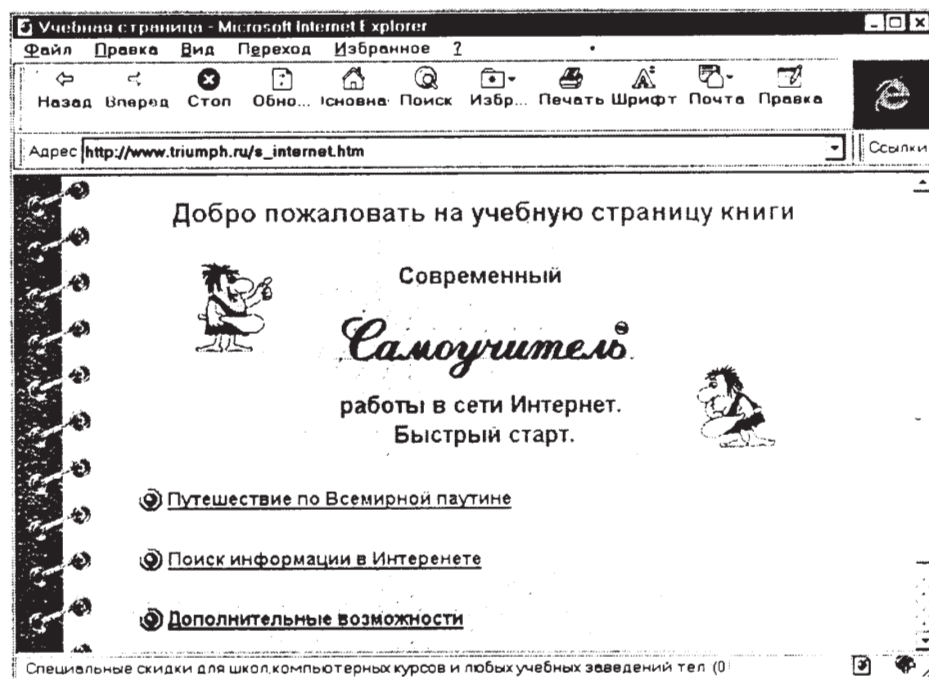 Учебная страница - Microsoft Internet Explorer
Файл Правка Вид Переход Избранное ?
Назад Вперед Стоп Обно... Основна Поиск Избр... Печать Шрифт Почта Правка
Адрес http://www.triumph.ru/s_internet.htm Ссылки
Добро пожаловать на учебную страницу книги
Современный
Самоучитель
работы в сети Интернет.
Быстрый старт.
Путешествие по Всемирной паутине
Поиск информации в Интеренете
Дополнительные возможности
Специальные скидки для школ,компьютерных курсов и любых учебных заведений тел (0